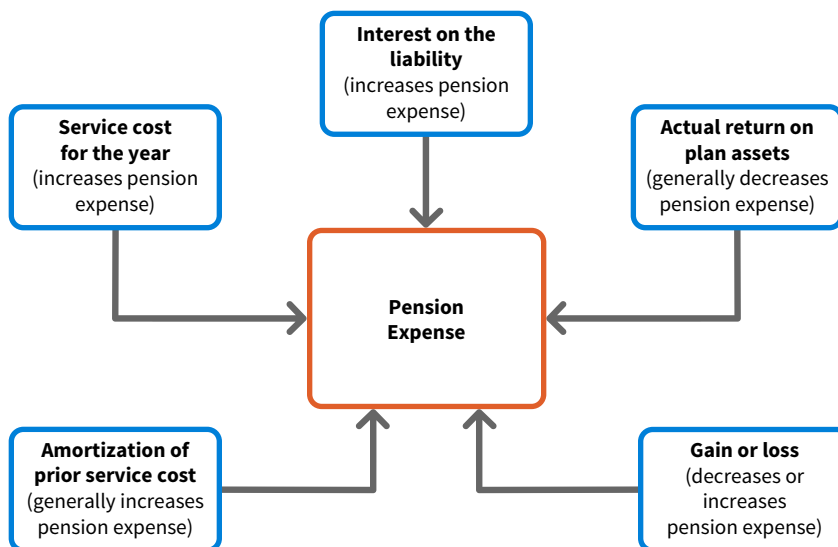 Interest on the
liability
(increases pension
expense)
Service cost
for the year
(increases pension
expense)
Actual return on
plan assets
(generally decreases
pension expense)
Pension
Expense
Amortization of
prior service cost
(generally increases
pension expense)
Gain or loss
(decreases or
increases
pension expense)